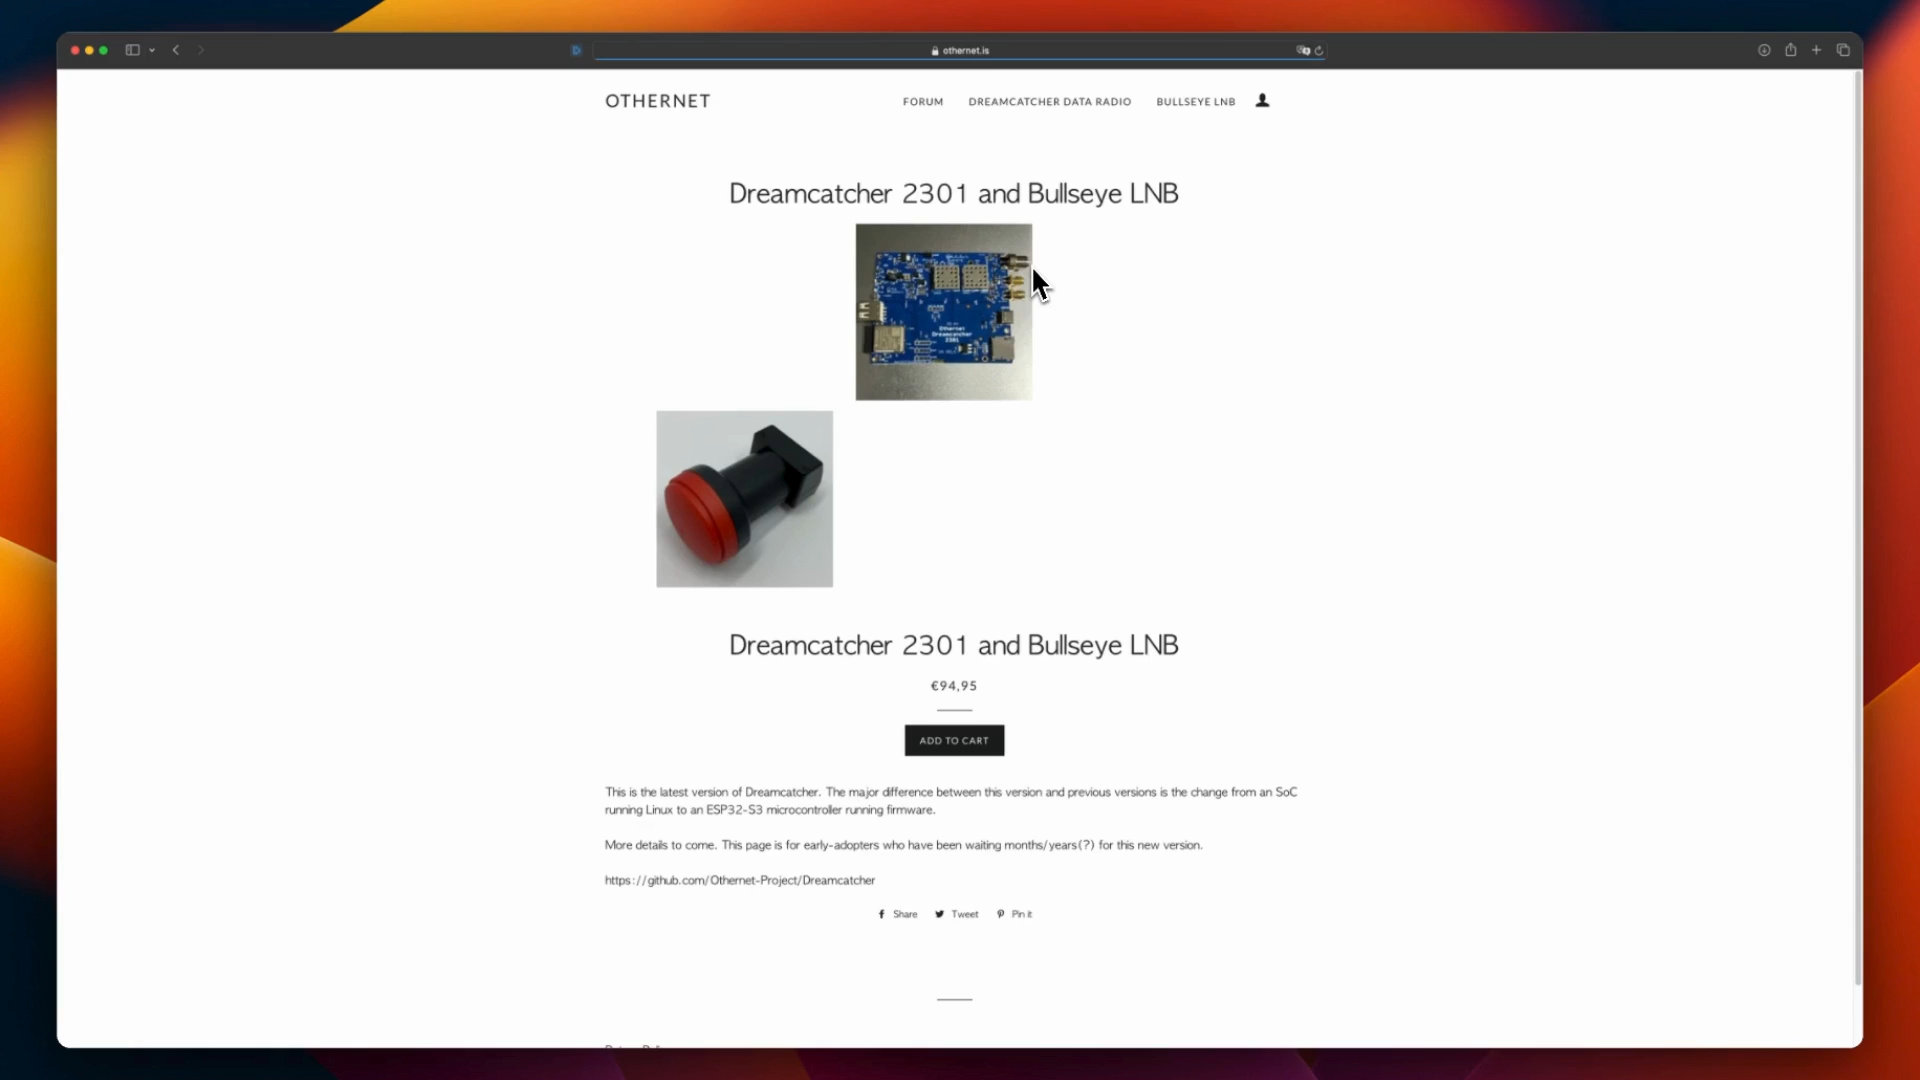 othernet.is
OTHERNET
FORUM
DREAMCATCHER DATA RADIO
BULLSEYE LNB
Dreamcatcher 2301 and Bullseye LNB
Othernet
Dreamcatcher
2301
Dreamcatcher 2301 and Bullseye LNB
€94,95
ADD TO CART
This is the latest version of Dreamcatcher. The major difference between this version and previous versions is the change from an SoC
running Linux to an ESP32-S3 microcontroller running firmware.
More details to come. This page is for early-adopters who have been waiting months/years(?) for this new version.
https://github.com/Othernet-Project/Dreamcatcher
Share
Tweet
Pin it